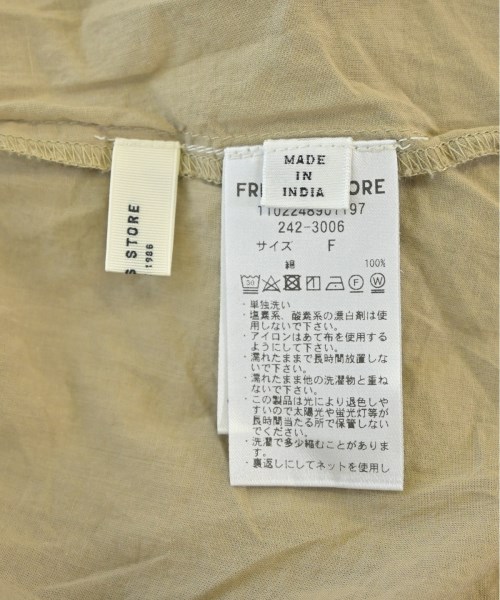 S STORE
1986
MADE
IN
INDIA
FR ORE
1102248901197
242-3006
サイズ F
綿 100%
30 F W
・単独洗い
・塩素系、酸素系の漂白剤は使
用しないで下さい。
・アイロンはあて布を使用する
ようにして下さい。
・濡れたままで長時間放置しな
いで下さい。
・濡れたまま他の洗濯物と重ね
ないで下さい。
・この製品は光により退色しや
すいので太陽光や蛍光灯等が
長時間当たる所で保管しない
でください。
・洗濯で多少縮むことがありま
す。
・裏返しにしてネットを使用し